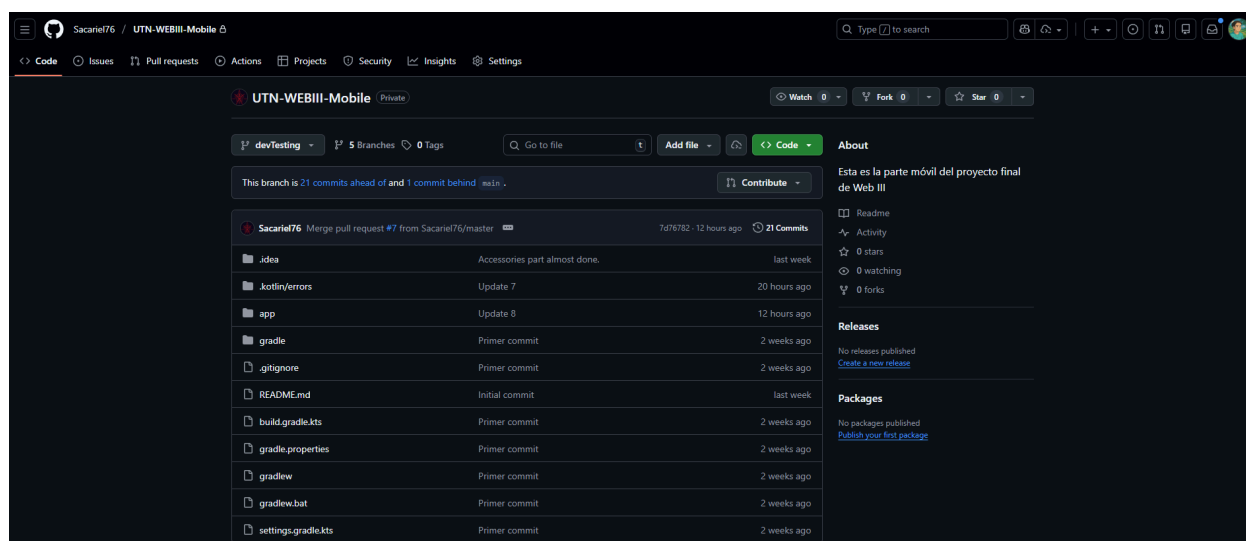 Sacariel76 / UTN-WEBIII-Mobile
Type / to search
Code Issues Pull requests Actions Projects Security Insights Settings
UTN-WEBIII-Mobile Private
Watch 0 Fork 0 Star 0
devTesting 5 Branches 0 Tags Go to file t Add file Code
This branch is 21 commits ahead of and 1 commit behind main .
Contribute
Sacariel76 Merge pull request #7 from Sacariel76/master 7d76782 · 12 hours ago 21 Commits
.idea Accessories part almost done. last week
.kotlin/errors Update 7 20 hours ago
app Update 8 12 hours ago
gradle Primer commit 2 weeks ago
.gitignore Primer commit 2 weeks ago
README.md Initial commit last week
build.gradle.kts Primer commit 2 weeks ago
gradle.properties Primer commit 2 weeks ago
gradlew Primer commit 2 weeks ago
gradlew.bat Primer commit 2 weeks ago
settings.gradle.kts Primer commit 2 weeks ago
About
Esta es la parte móvil del proyecto final
de Web III
Readme
Activity
0 stars
0 watching
0 forks
Releases
No releases published
Create a new release
Packages
No packages published
Publish your first package